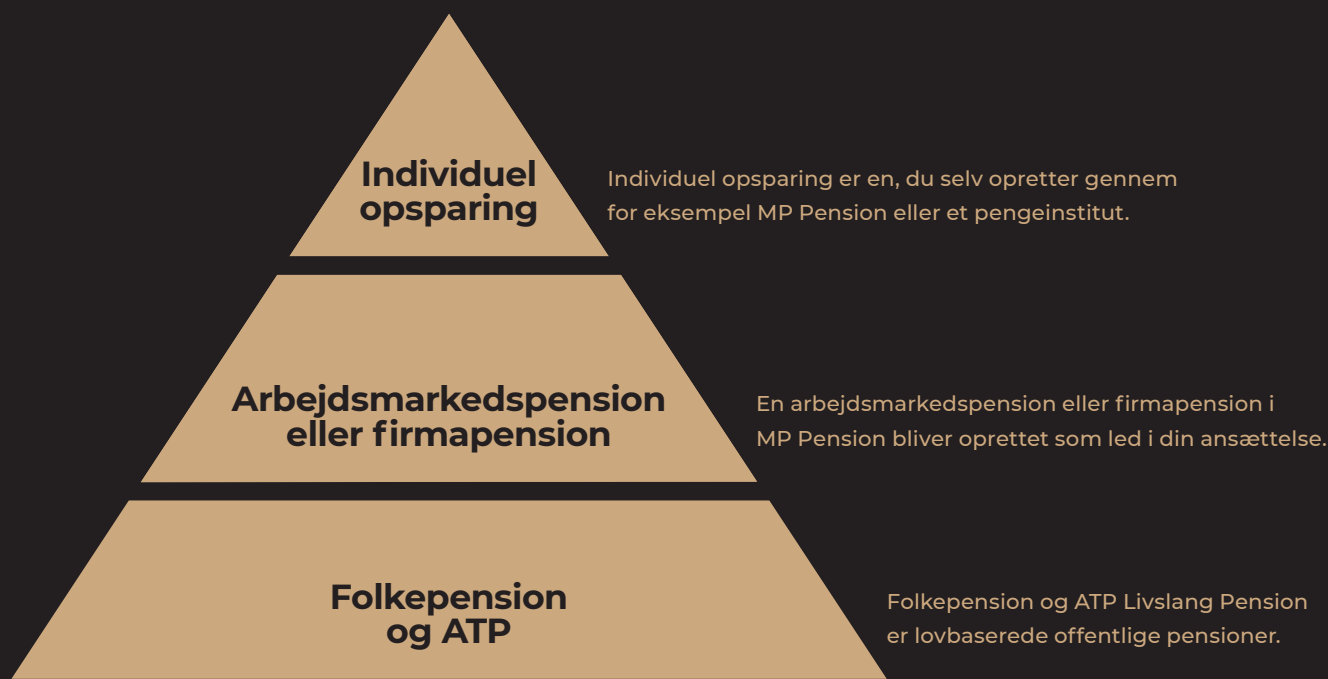 Individuel
opsparing
Individuel opsparing er en, du selv opretter gennem
for eksempel MP Pension eller et pengeinstitut.
Arbejdsmarkedspension
eller firmapension
En arbejdsmarkedspension eller firmapension i
MP Pension bliver oprettet som led i din ansættelse.
Folkepension
og ATP
Folkepension og ATP Livslang Pension
er lovbaserede offentlige pensioner.